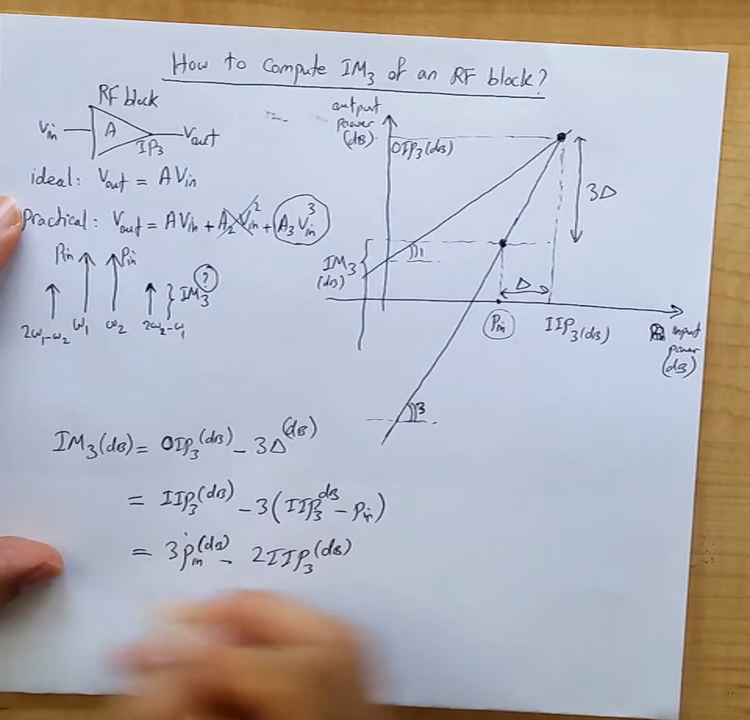 How to Compute IM₃ of an RF block?
RF block
Vin
A
IP₃
Vout
ideal: Vout = A Vin
Practical: Vout = A Vin + A₂ Vin² + A₃ Vin³
Pin
Pin
IM₃ ?
2ω₁-ω₂
ω₁
ω₂
2ω₂-ω₁
output
power
(dB)
OIP₃(dB)
3Δ
IM₃
(dB)
1
Δ
Pin
IIP₃(dB)
input
power
(dB)
3
IM₃(dB) = OIP₃(dB) - 3Δ(dB)
= IIP₃(dB) - 3(IIP₃dB - Pin)
= 3Pin(dB) - 2IIP₃(dB)